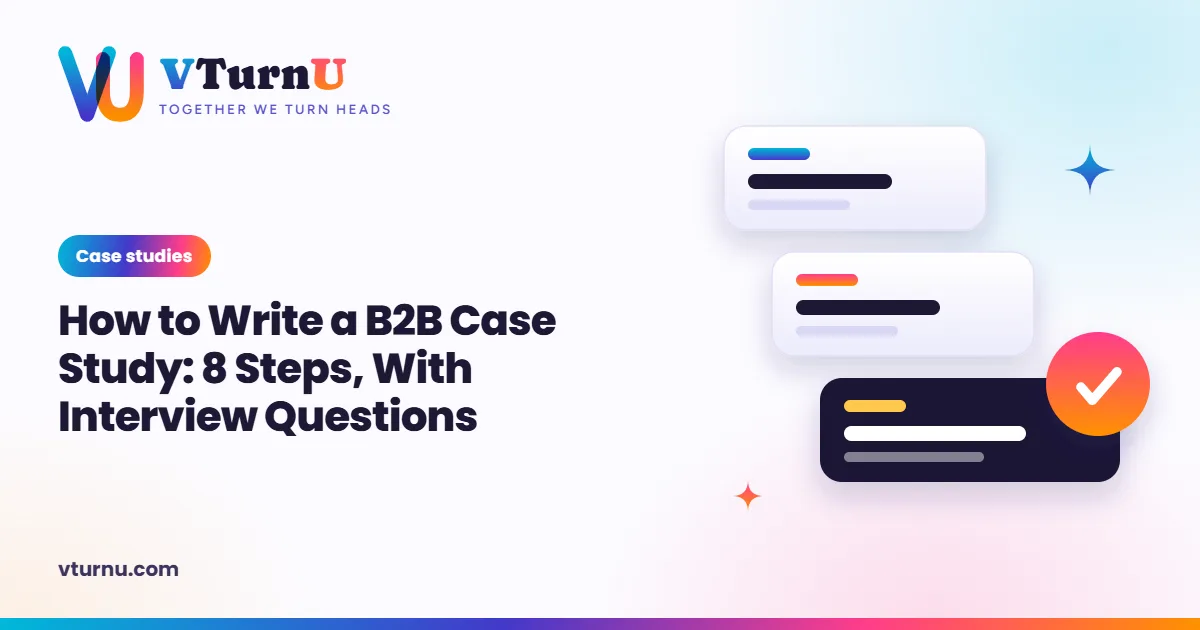 VTurnU
TOGETHER WE TURN HEADS
Case studies
How to Write a B2B Case
Study: 8 Steps, With
Interview Questions
vturnu.com